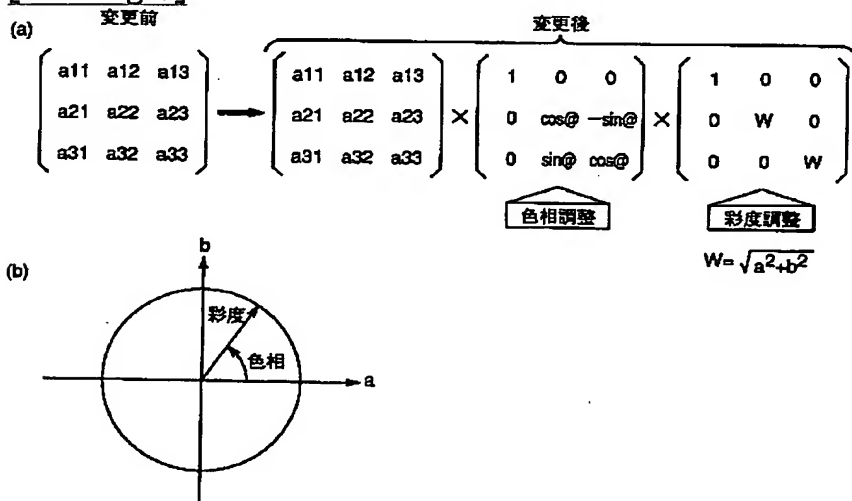 変更前
変更後
(a)
a11 a12 a13
a21 a22 a23
a31 a32 a33
a11 a12 a13
a21 a22 a23
a31 a32 a33
×
1 0 0
0 cos@ −sin@
0 sin@ cos@
×
1 0 0
0 W 0
0 0 W
色相調整
彩度調整
W=√a²+b²
(b)
b
彩度
色相
a